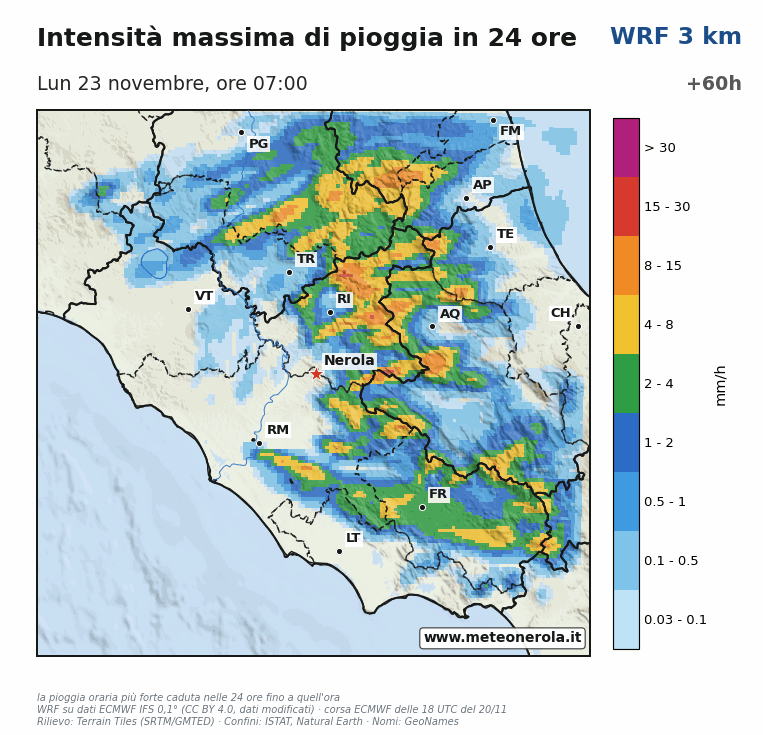 Intensità massima di pioggia in 24 ore
WRF 3 km
Lun 23 novembre, ore 07:00
+60h
PG
FM
AP
TE
TR
VT
RI
AQ
CH.
Nerola
RM
FR
LT
www.meteonerola.it
> 30
15 - 30
8 - 15
4 - 8
2 - 4
1 - 2
0.5 - 1
0.1 - 0.5
0.03 - 0.1
mm/h
la pioggia oraria più forte caduta nelle 24 ore fino a quell'ora
WRF su dati ECMWF IFS 0,1° (CC BY 4.0, dati modificati) · corsa ECMWF delle 18 UTC del 20/11
Rilievo: Terrain Tiles (SRTM/GMTED) · Confini: ISTAT, Natural Earth · Nomi: GeoNames